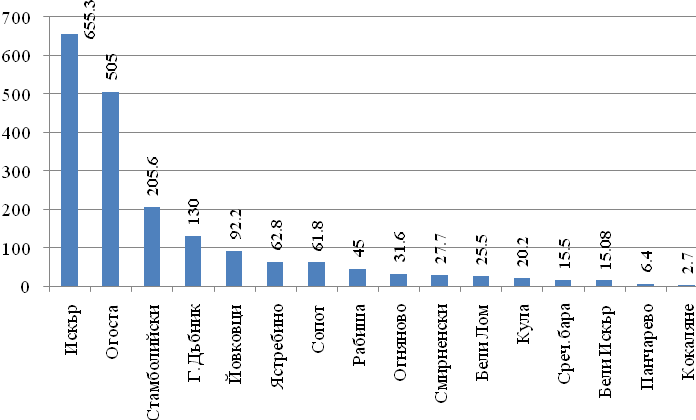 700
600
500
400
300
200
100
0
655.3
505
205.6
130
92.2
62.8
61.8
45
31.6
27.7
25.5
20.2
15.5
15.08
6.4
2.7
Искър
Огоста
Стамболийски
Г.Дъбник
Йовковци
Ястребино
Сопот
Рабиша
Огняново
Смирненски
Бели Лом
Кула
Среч.бара
Бели Искър
Панчарево
Кокаляне